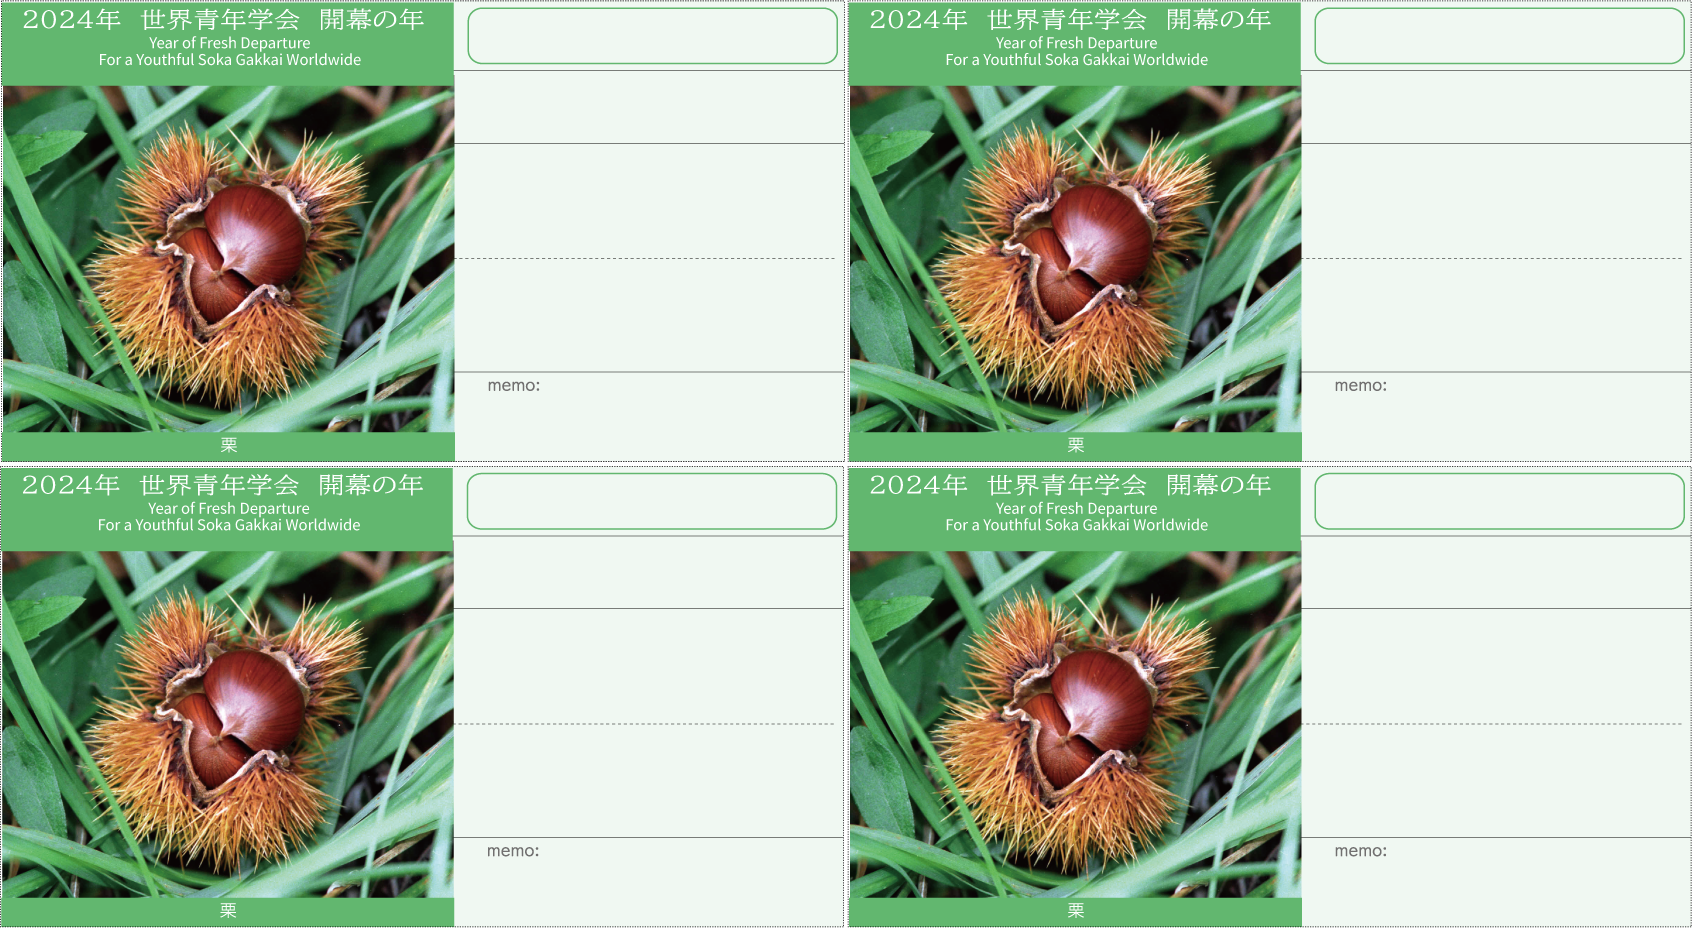 2024年　世界青年学会　開幕の年
Year of Fresh Departure
For a Youthful Soka Gakkai Worldwide
memo:
栗
2024年　世界青年学会　開幕の年
Year of Fresh Departure
For a Youthful Soka Gakkai Worldwide
memo:
栗
2024年　世界青年学会　開幕の年
Year of Fresh Departure
For a Youthful Soka Gakkai Worldwide
memo:
栗
2024年　世界青年学会　開幕の年
Year of Fresh Departure
For a Youthful Soka Gakkai Worldwide
memo:
栗